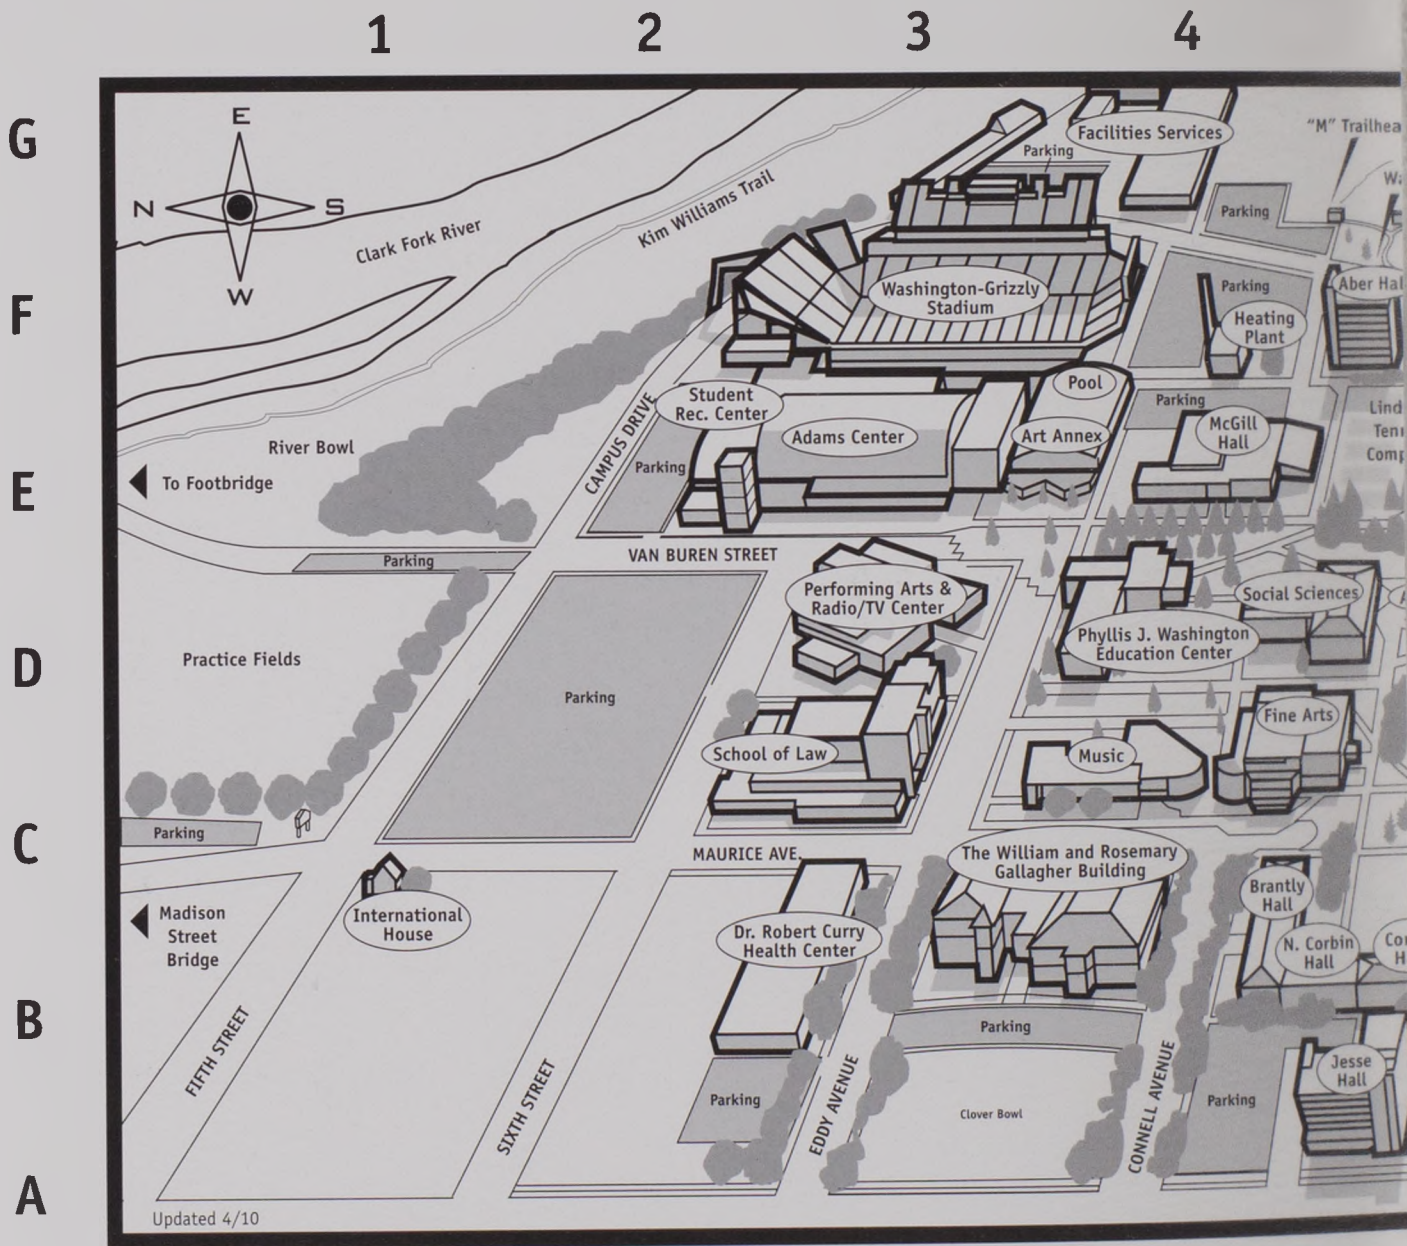 1 2 3 4
G
F
E
D
C
B
A
E
N S
W
Clark Fork River
Kim Williams Trail
Parking
Facilities Services
"M" Trailhea
Parking
Washington-Grizzly
Stadium
Parking
Heating
Plant
Aber Hal
Student
Rec. Center
Adams Center
Pool
Art Annex
Parking
McGill
Hall
Lind
Ten
Comp
River Bowl
To Footbridge
CAMPUS DRIVE
Parking
Parking
VAN BUREN STREET
Performing Arts &
Radio/TV Center
Social Sciences
Phyllis J. Washington
Education Center
Practice Fields
Parking
School of Law
Music
Fine Arts
Parking
MAURICE AVE.
The William and Rosemary
Gallagher Building
Brantly
Hall
International
House
Madison
Street
Bridge
Dr. Robert Curry
Health Center
N. Corbin
Hall
Cor
H
FIFTH STREET
SIXTH STREET
Parking
EDDY AVENUE
Parking
Clover Bowl
CONNELL AVENUE
Parking
Jesse
Hall
Updated 4/10